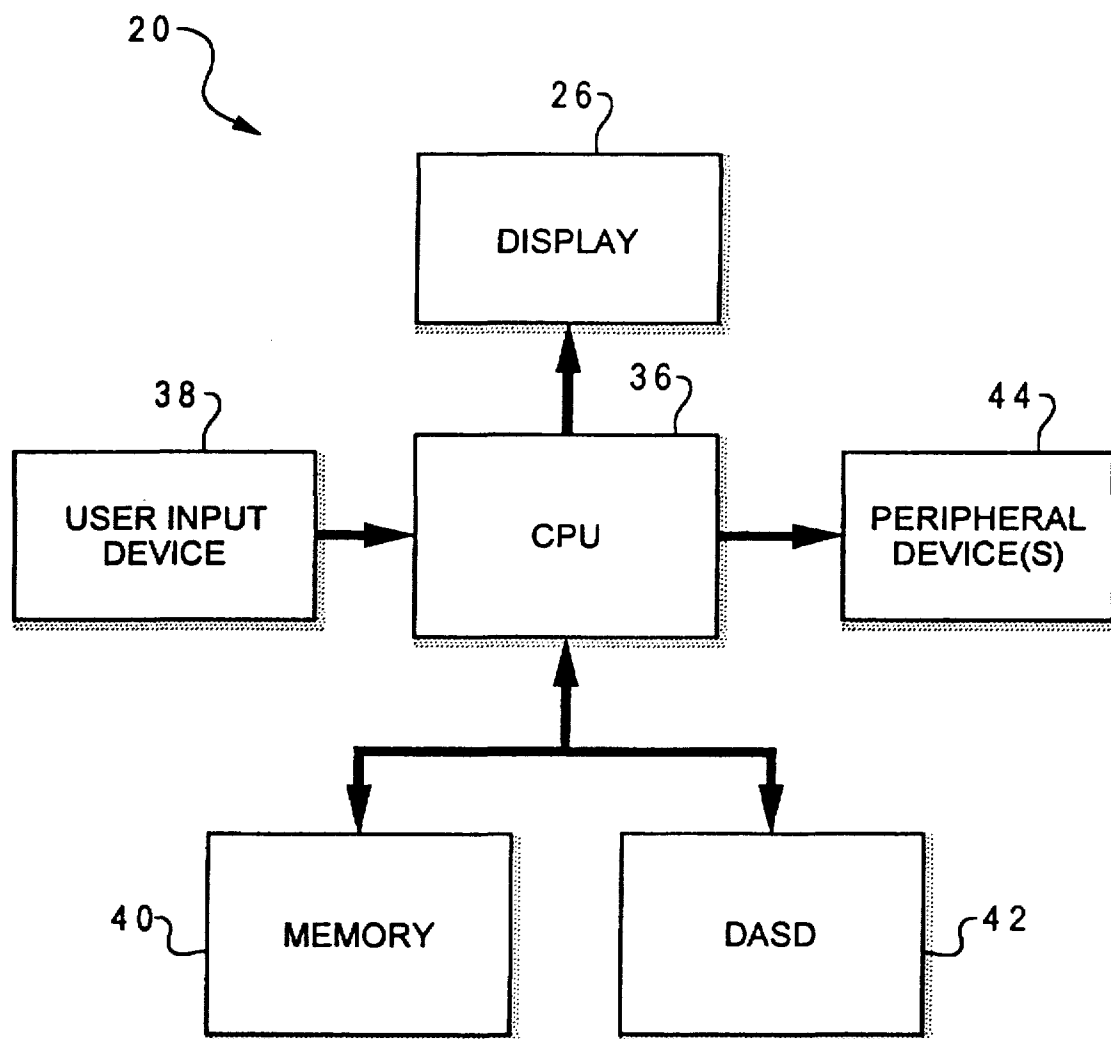 20
26
DISPLAY
38
36
44
USER INPUT
DEVICE
CPU
PERIPHERAL
DEVICE(S)
40
MEMORY
DASD
42